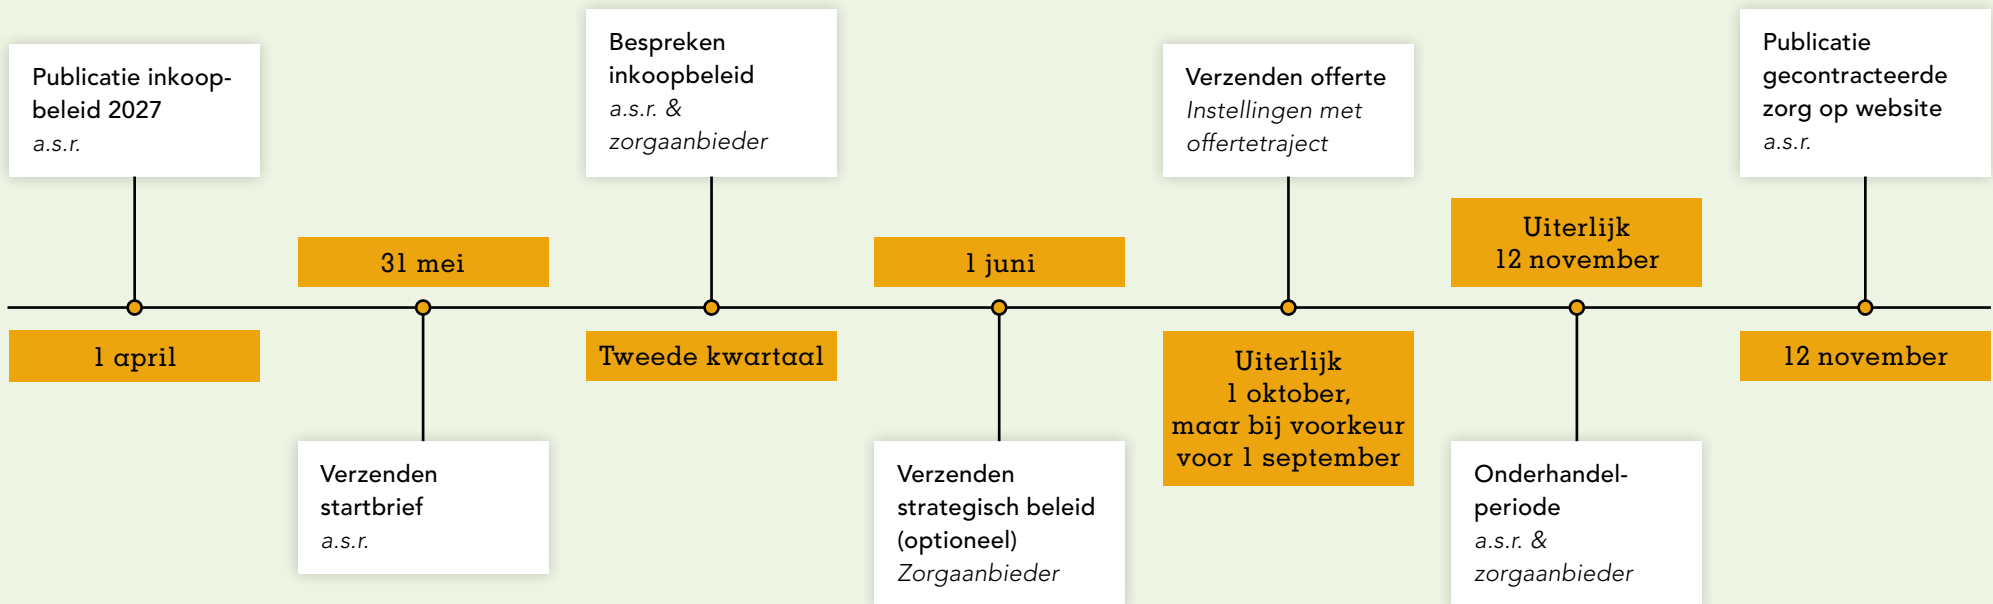 Publicatie inkoop-
beleid 2027
a.s.r.
1 april
31 mei
Verzenden
startbrief
a.s.r.
Bespreken
inkoopbeleid
a.s.r. &
zorgaanbieder
Tweede kwartaal
1 juni
Verzenden
strategisch beleid
(optioneel)
Zorgaanbieder
Verzenden offerte
Instellingen met
offertetraject
Uiterlijk
1 oktober,
maar bij voorkeur
voor 1 september
Uiterlijk
12 november
Onderhandel-
periode
a.s.r. &
zorgaanbieder
Publicatie
gecontracteerde
zorg op website
a.s.r.
12 november